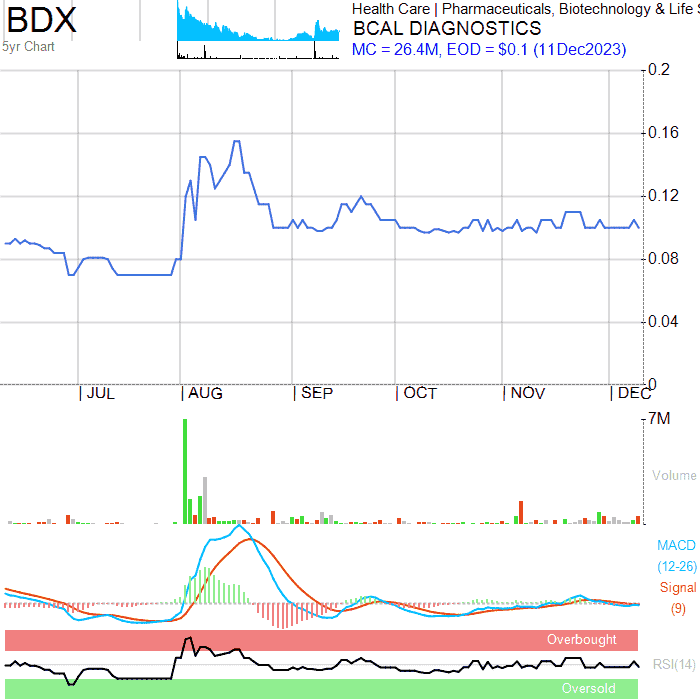 BDX
5yr Chart
Health Care | Pharmaceuticals, Biotechnology & Life S
BCAL DIAGNOSTICS
MC = 26.4M, EOD = $0.1 (11Dec2023)
0.2
0.16
0.12
0.08
0.04
0
| JUL | AUG | SEP | OCT | NOV | DEC
7M
Volume
MACD
(12-26)
Signal
(9)
Overbought
RSI(14)
Oversold